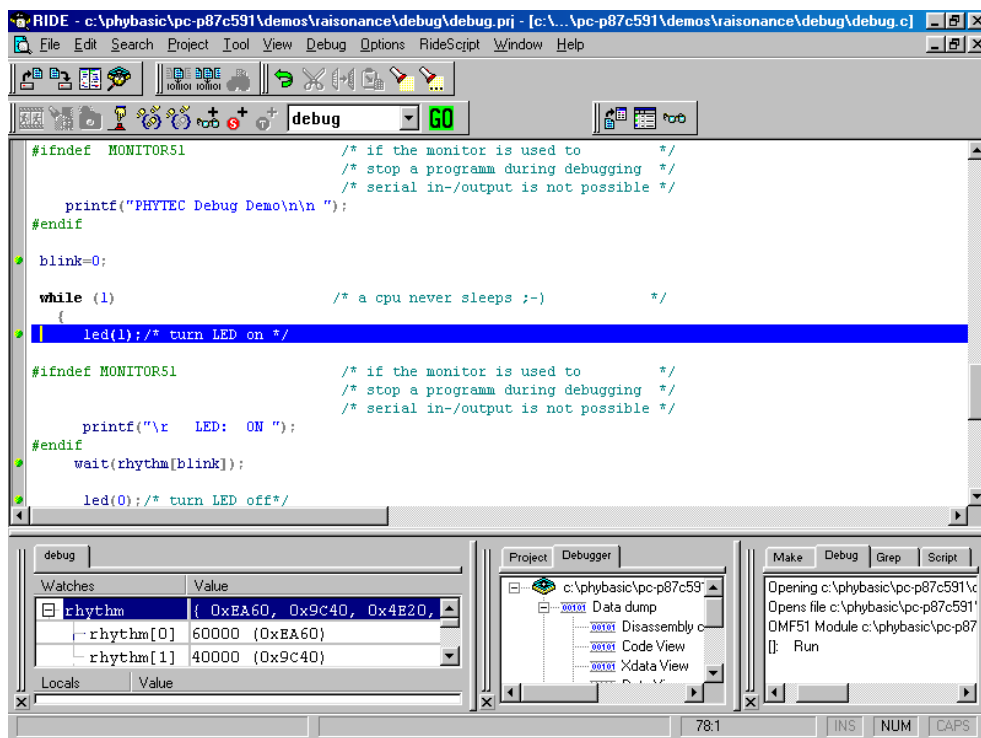 RIDE - c:\phybasic\pc-p87c591\demos\raisonance\debug\debug.prj - [c:\...\pc-p87c591\demos\raisonance\debug\debug.c]
File Edit Search Project Tool View Debug Options RideScript Window Help
debug GO
#ifndef MONITOR51 /* if the monitor is used to */
/* stop a programm during debugging */
/* serial in-/output is not possible */
printf("PHYTEC Debug Demo\n\n ");
#endif
blink=0;
while (1) /* a cpu never sleeps ;-) */
{
led(1);/* turn LED on */
#ifndef MONITOR51 /* if the monitor is used to */
/* stop a programm during debugging */
/* serial in-/output is not possible */
printf("\r LED: ON ");
#endif
wait(rhythm[blink]);
led(0);/* turn LED off*/
debug
Watches Value
rhythm { 0xEA60, 0x9C40, 0x4E20,
rhythm[0] 60000 (0xEA60)
rhythm[1] 40000 (0x9C40)
Locals Value
Project Debugger
c:\phybasic\pc-p87c59
Data dump
Disassembly c
Code View
Xdata View
Make Debug Grep Script
Opening c:\phybasic\pc-p87c591\
Opens file c:\phybasic\pc-p87c591
OMF51 Module c:\phybasic\pc-p87
[]: Run
78:1 INS NUM CAPS